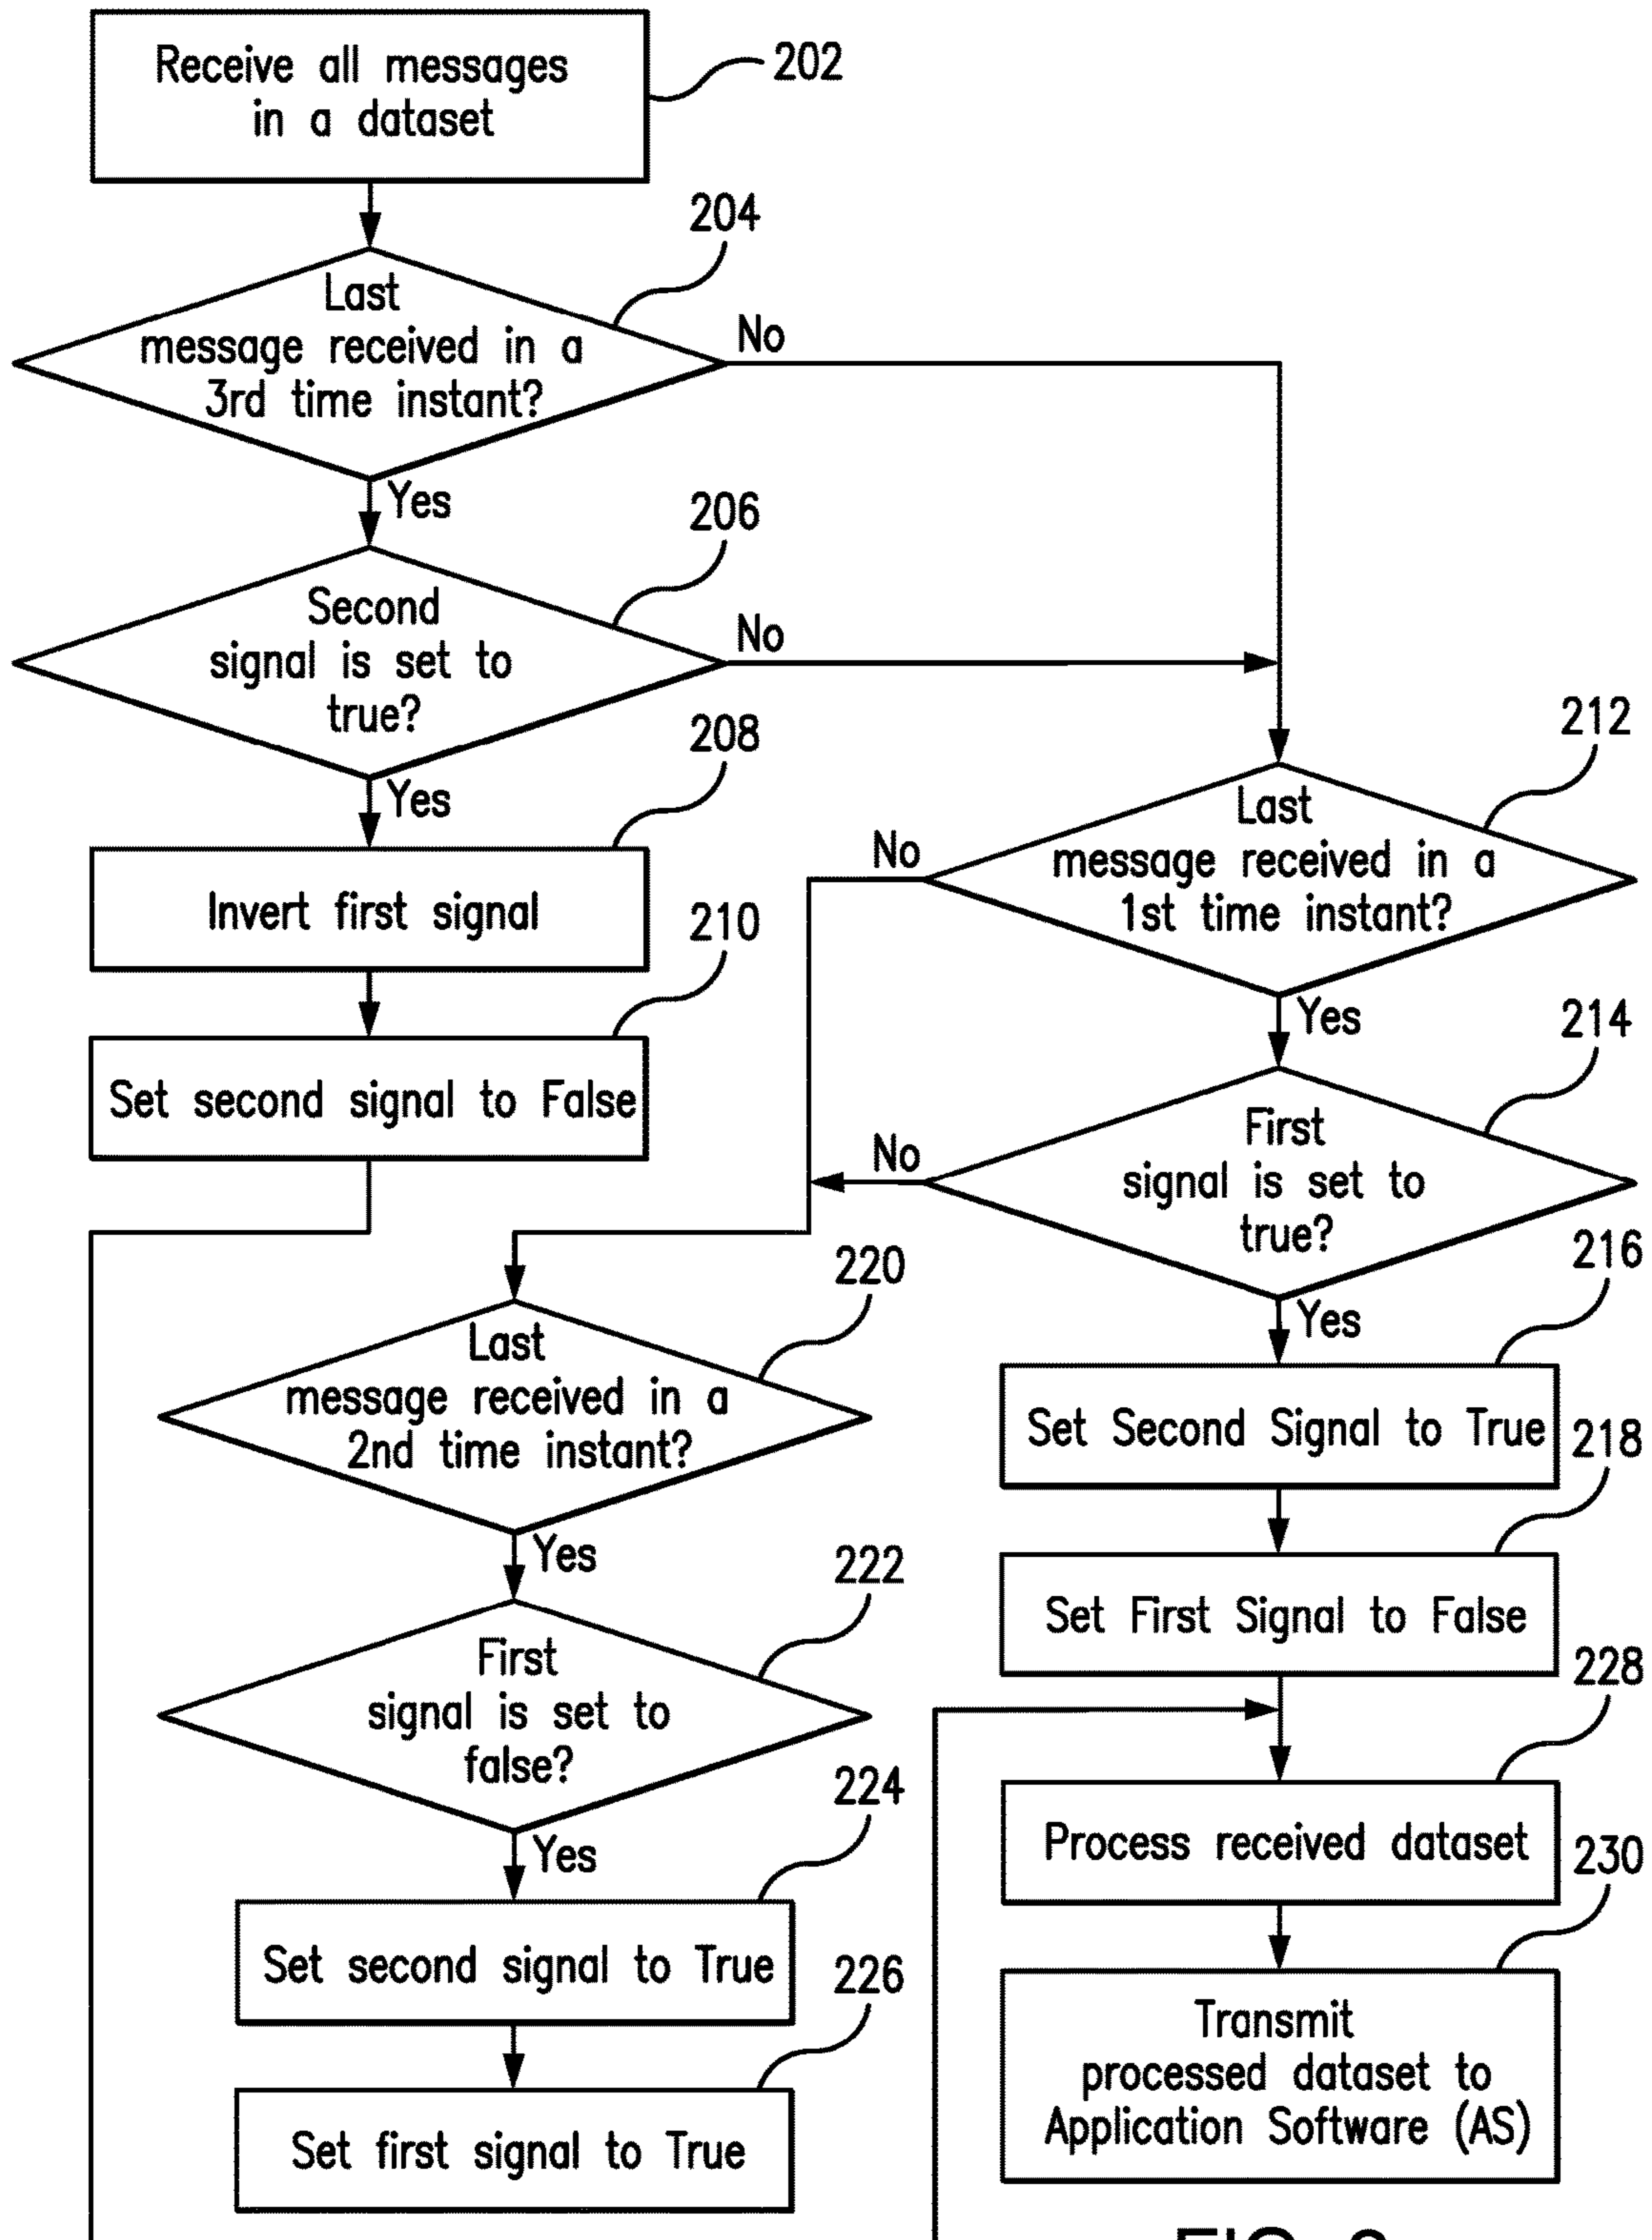 Receive all messages
in a dataset
202
204
Last
message received in a
3rd time instant?
No
Yes
206
Second
signal is set to
true?
No
Yes
208
Invert first signal
210
Set second signal to False
212
Last
message received in a
1st time instant?
No
Yes
214
First
signal is set to
true?
No
Yes
216
Set Second Signal to True
218
Set First Signal to False
220
Last
message received in a
2nd time instant?
Yes
222
First
signal is set to
false?
Yes
224
Set second signal to True
226
Set first signal to True
228
Process received dataset
230
Transmit
processed dataset to
Application Software (AS)